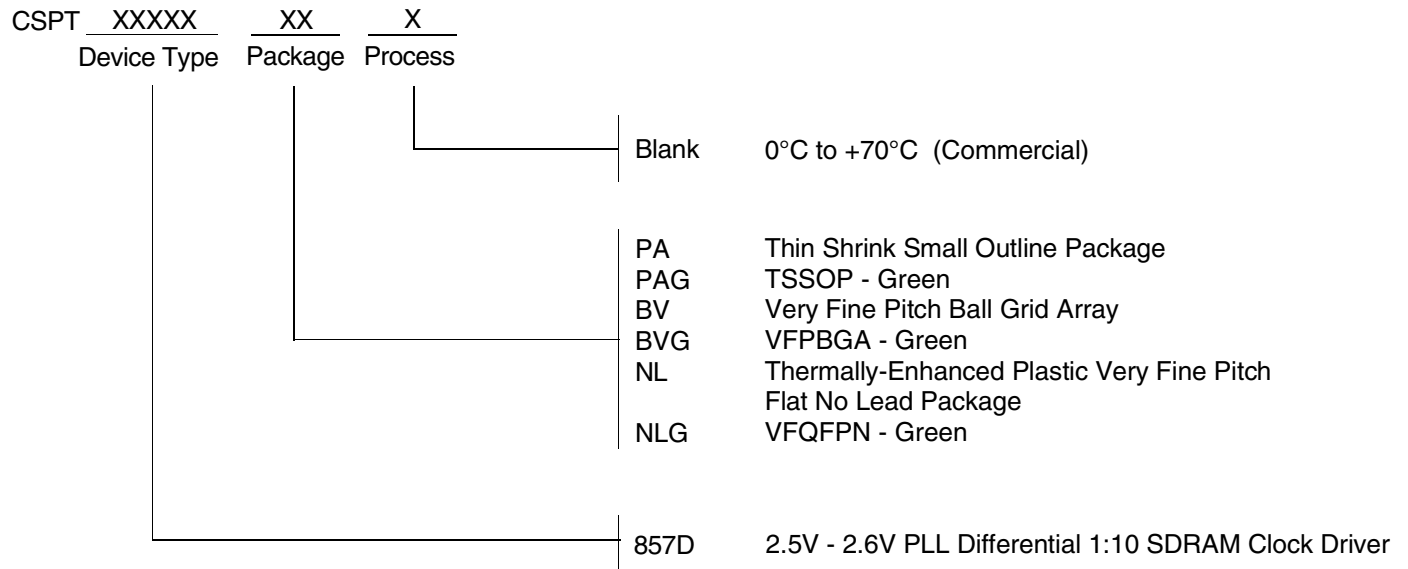 CSPT XXXXX XX X
Device Type Package Process
Blank 0°C to +70°C (Commercial)
PA Thin Shrink Small Outline Package
PAG TSSOP - Green
BV Very Fine Pitch Ball Grid Array
BVG VFPBGA - Green
NL Thermally-Enhanced Plastic Very Fine Pitch
Flat No Lead Package
NLG VFQFPN - Green
857D 2.5V - 2.6V PLL Differential 1:10 SDRAM Clock Driver